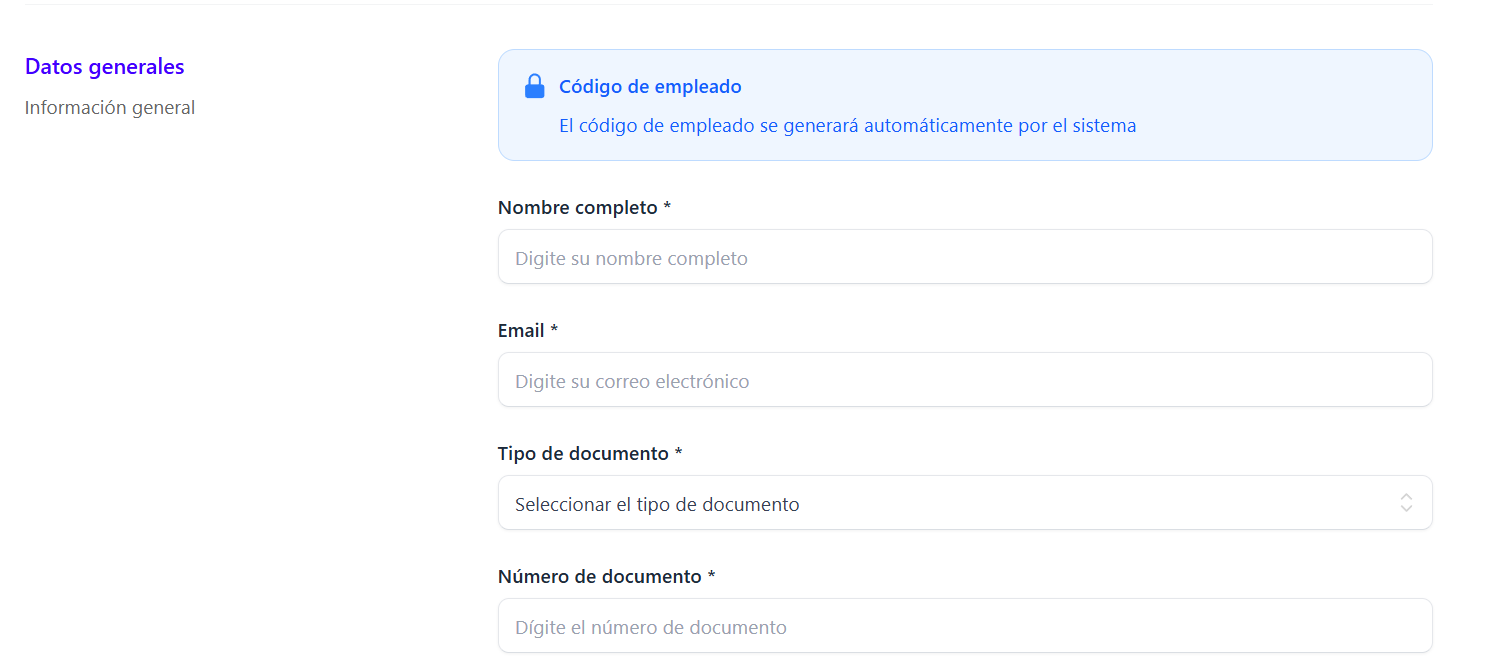 Datos generales
Información general
Código de empleado
El código de empleado se generará automáticamente por el sistema
Nombre completo *
Digite su nombre completo
Email *
Digite su correo electrónico
Tipo de documento *
Seleccionar el tipo de documento
Número de documento *
Dígite el número de documento